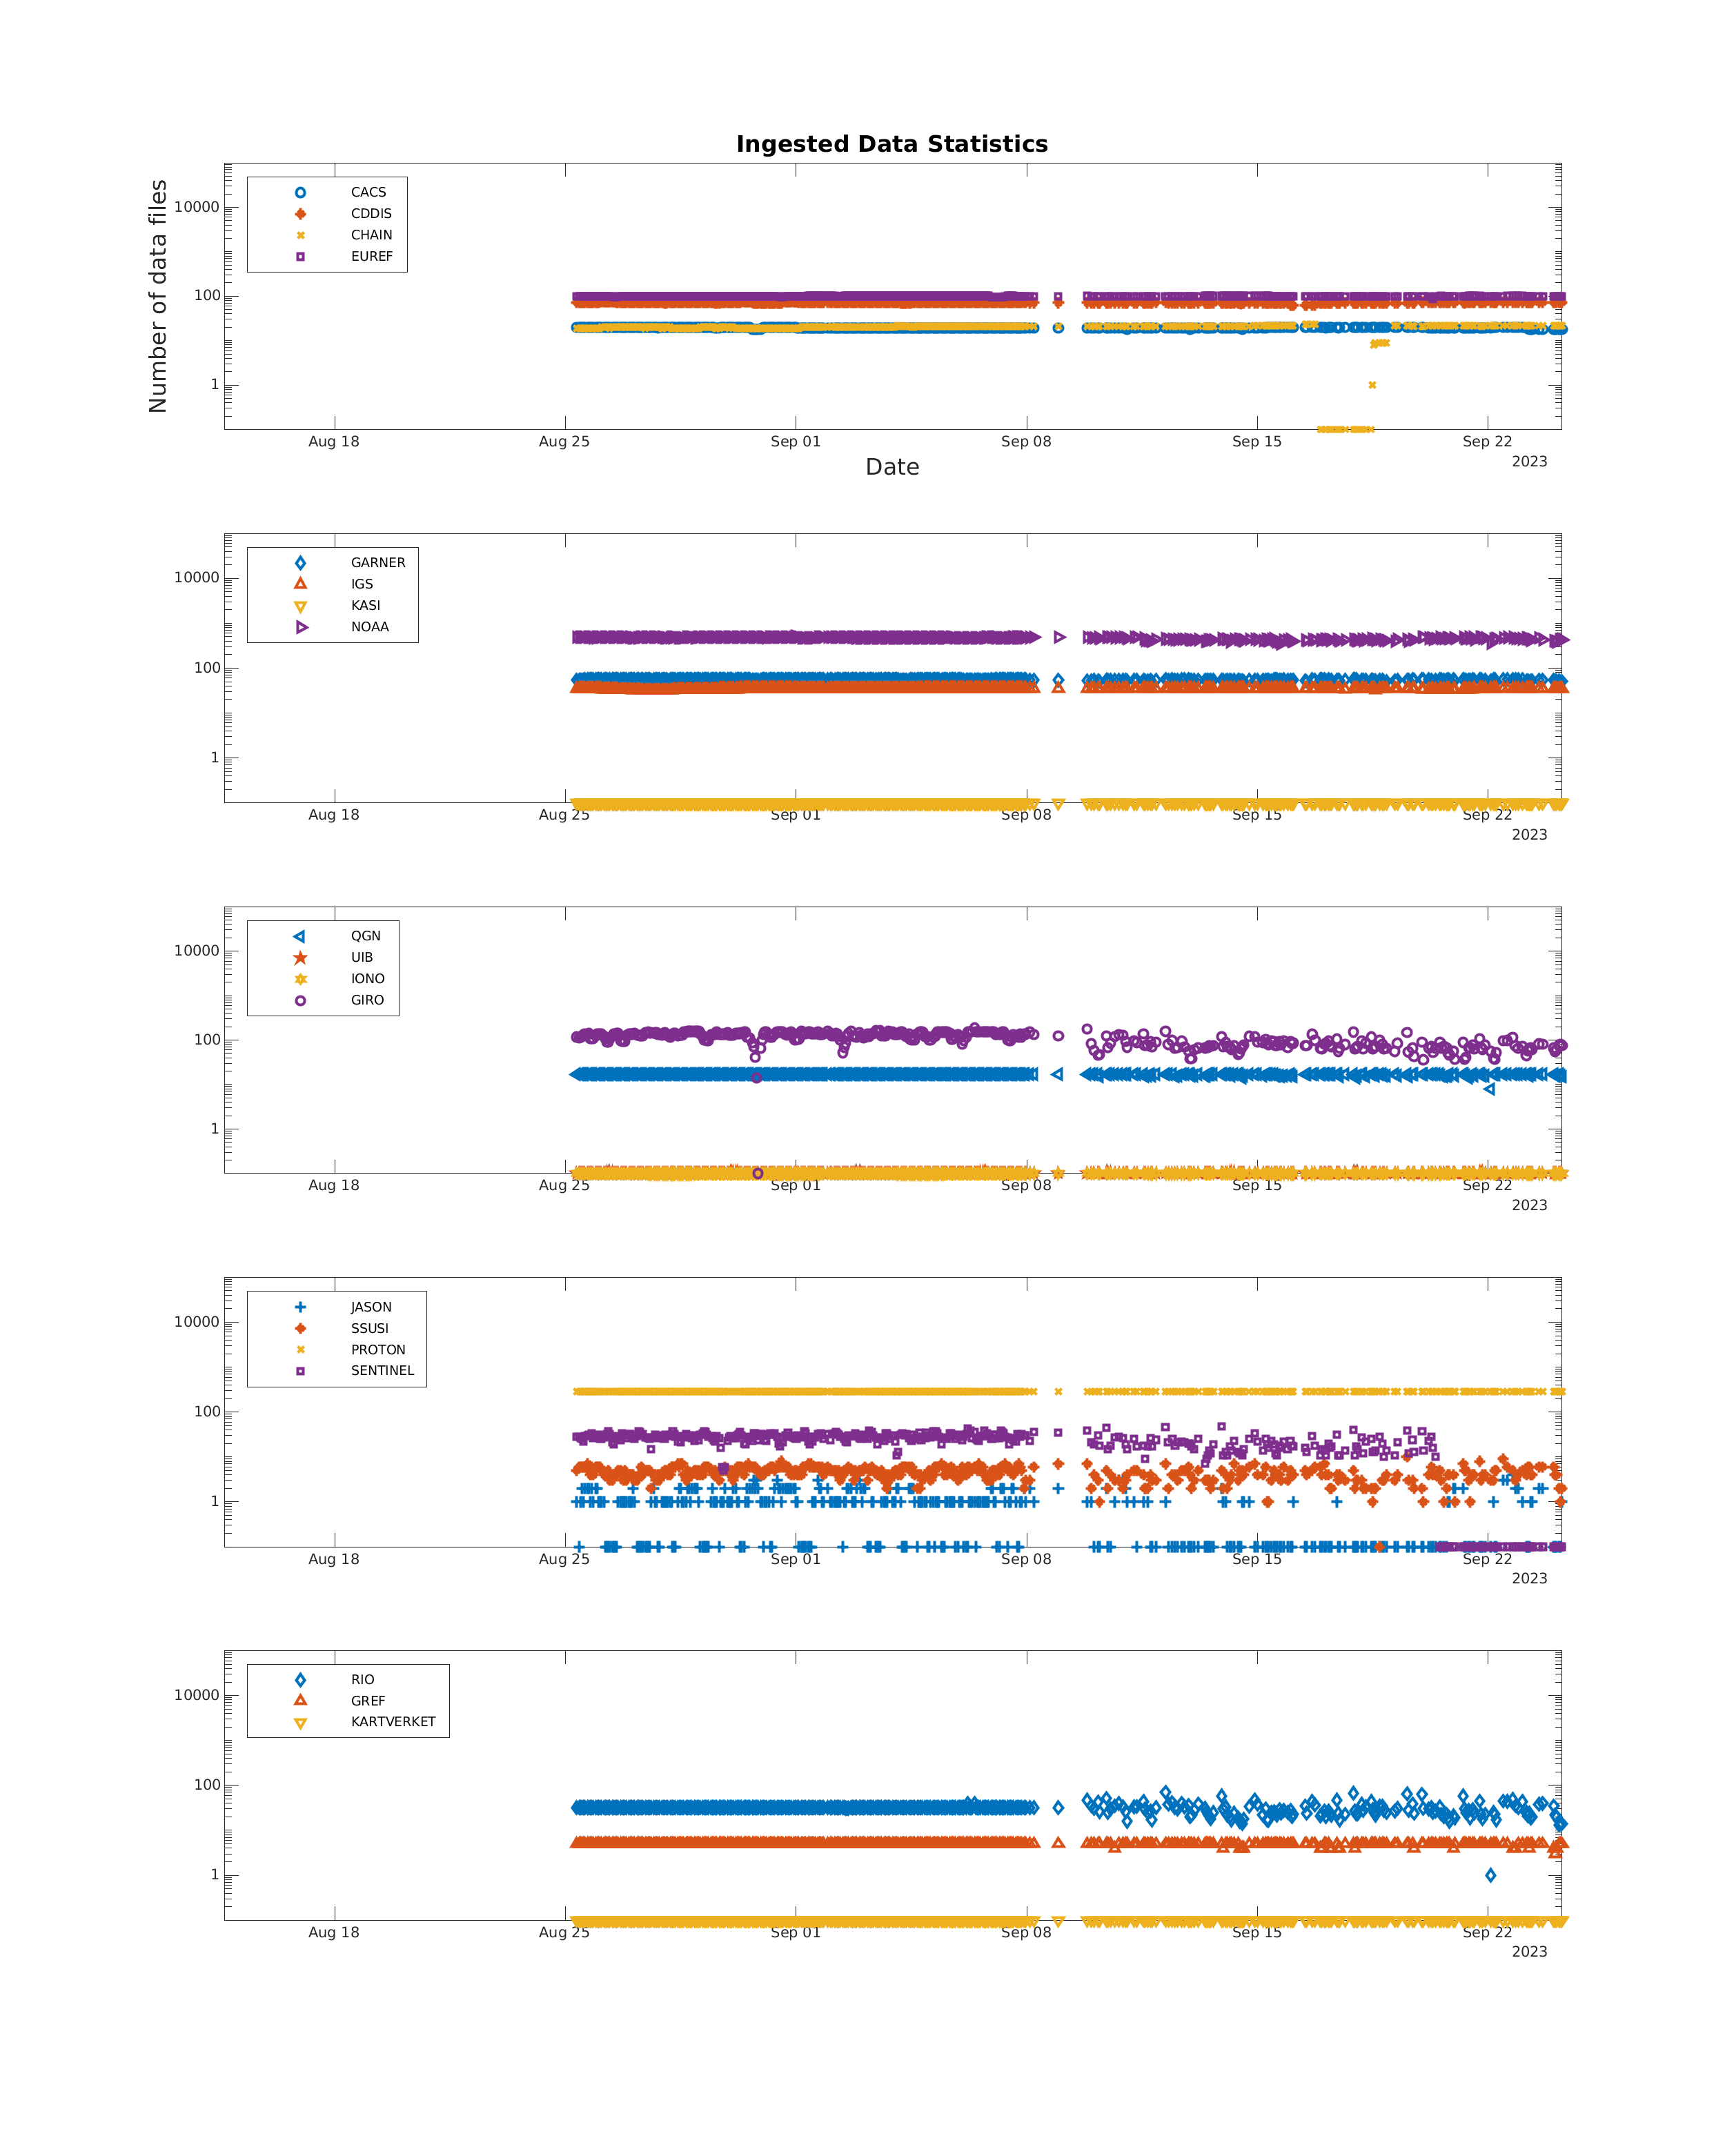 Ingested Data Statistics
Number of data files
CACS
CDDIS
CHAIN
EUREF
10000
100
1
Aug 18 Aug 25 Sep 01 Sep 08 Sep 15 Sep 22
2023
Date
GARNER
IGS
KASI
NOAA
10000
100
1
Aug 18 Aug 25 Sep 01 Sep 08 Sep 15 Sep 22
2023
QGN
UIB
IONO
GIRO
10000
100
1
Aug 18 Aug 25 Sep 01 Sep 08 Sep 15 Sep 22
2023
JASON
SSUSI
PROTON
SENTINEL
10000
100
1
Aug 18 Aug 25 Sep 01 Sep 08 Sep 15 Sep 22
2023
RIO
GREF
KARTVERKET
10000
100
1
Aug 18 Aug 25 Sep 01 Sep 08 Sep 15 Sep 22
2023